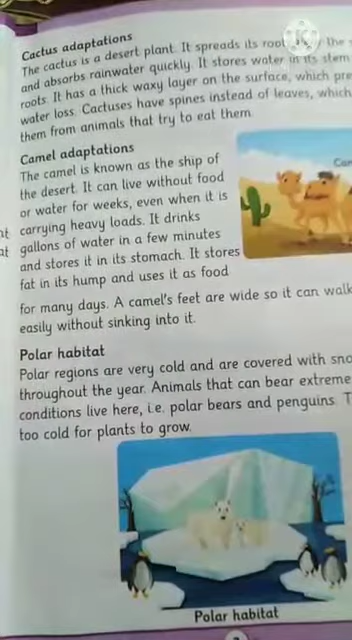 Cactus adaptations
The cactus is a desert plant. It spreads its the
and absorbs rainwater quickly. It stores water in its stem
roots. It has a thick waxy layer on the surface, which pre
water loss. Cactuses have spines instead of leaves, which
them from animals that try to eat them
Camel adaptations
The camel is known as the ship of
the desert. It can live without food
or water for weeks, even when it is
carrying heavy loads. It drinks
gallons of water in a few minutes
and stores it in its stomach. It stores
fat in its hump and uses it as food
for many days. A camel's feet are wide so it can walk
easily without sinking into it.
Polar habitat
Polar regions are very cold and are covered with sno
throughout the year. Animals that can bear extreme
conditions live here, i.e. polar bears and penguins. T
too cold for plants to grow.
Polar habitat